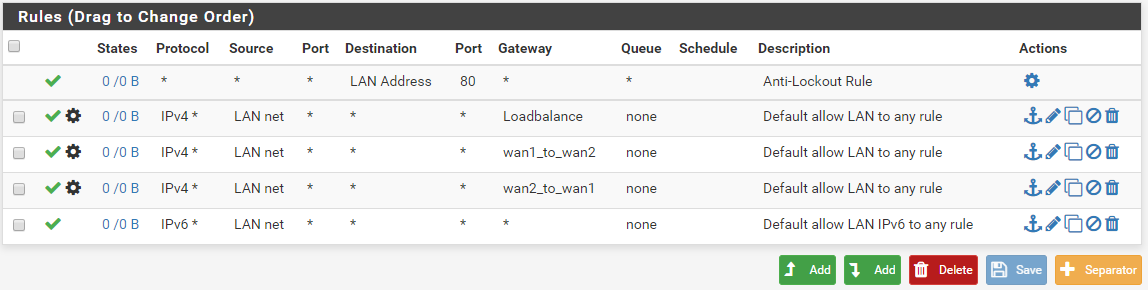 Rules (Drag to Change Order)
States Protocol Source Port Destination Port Gateway Queue Schedule Description Actions
0 /0 B * * * LAN Address 80 * * Anti-Lockout Rule
0 /0 B IPv4 * LAN net * * * Loadbalance none Default allow LAN to any rule
0 /0 B IPv4 * LAN net * * * wan1_to_wan2 none Default allow LAN to any rule
0 /0 B IPv4 * LAN net * * * wan2_to_wan1 none Default allow LAN to any rule
0 /0 B IPv6 * LAN net * * * * none Default allow LAN IPv6 to any rule
Add Add Delete Save Separator